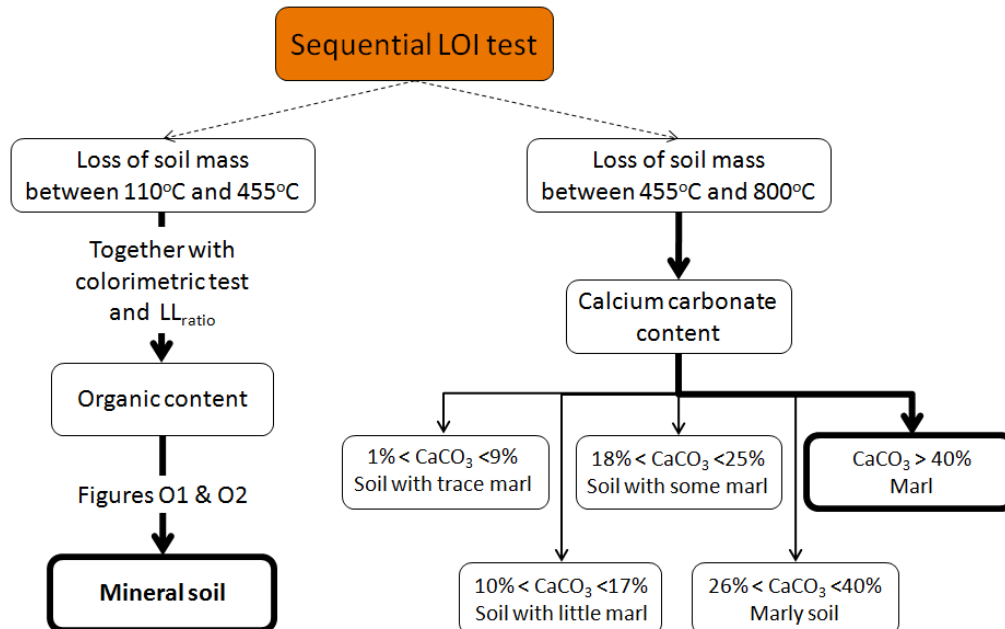 Sequential LOI test
Loss of soil mass
between 110°C and 455°C
Loss of soil mass
between 455°C and 800°C
Together with
colorimetric test
and LL_ratio
Calcium carbonate
content
Organic content
1% < CaCO₃ <9%
Soil with trace marl
18% < CaCO₃ <25%
Soil with some marl
CaCO₃ > 40%
Marl
Figures O1 & O2
Mineral soil
10% < CaCO₃ <17%
Soil with little marl
26% < CaCO₃ <40%
Marly soil